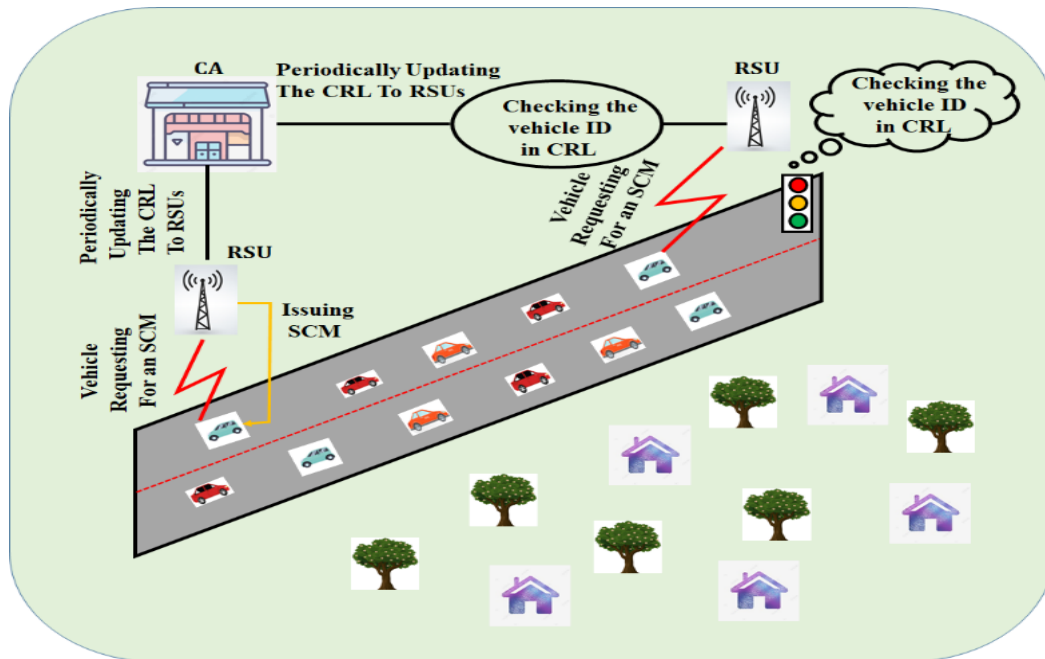 CA
Periodically Updating
The CRL To RSUs
Checking the
vehicle ID
in CRL
RSU
Checking the
vehicle ID
in CRL
Periodically
Updating
The CRL
To RSUs
RSU
Vehicle
Requesting
For an SCM
Issuing
SCM
Vehicle
Requesting
For an SCM